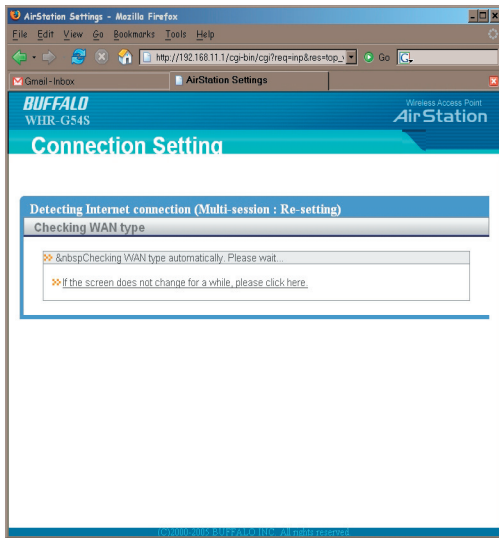 AirStation Settings - Mozilla Firefox
File Edit View Go Bookmarks Tools Help
http://192.168.11.1/cgi-bin/cgi?req=inp&res=top_ Go G
Gmail - Inbox AirStation Settings
BUFFALO
WHR-G54S
Wireless Access Point
AirStation
Connection Setting
Detecting Internet connection (Multi-session : Re-setting)
Checking WAN type
&nbspChecking WAN type automatically. Please wait...
If the screen does not change for a while, please click here.
(C)2000-2005 BUFFALO INC. All rights reserved.